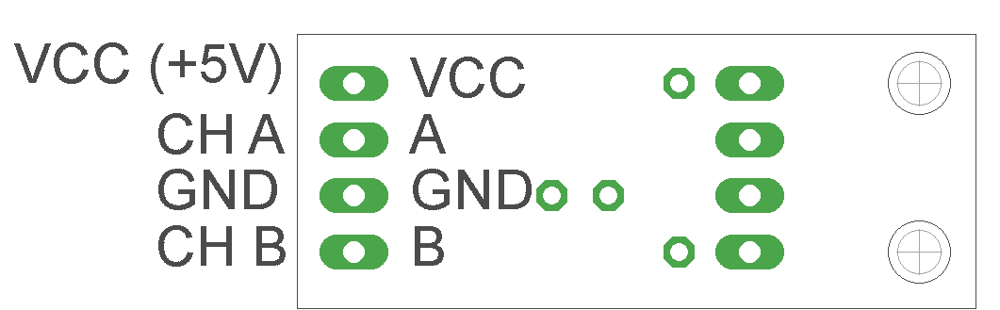 VCC (+5V) VCC
CH A A
GND GND
CH B B